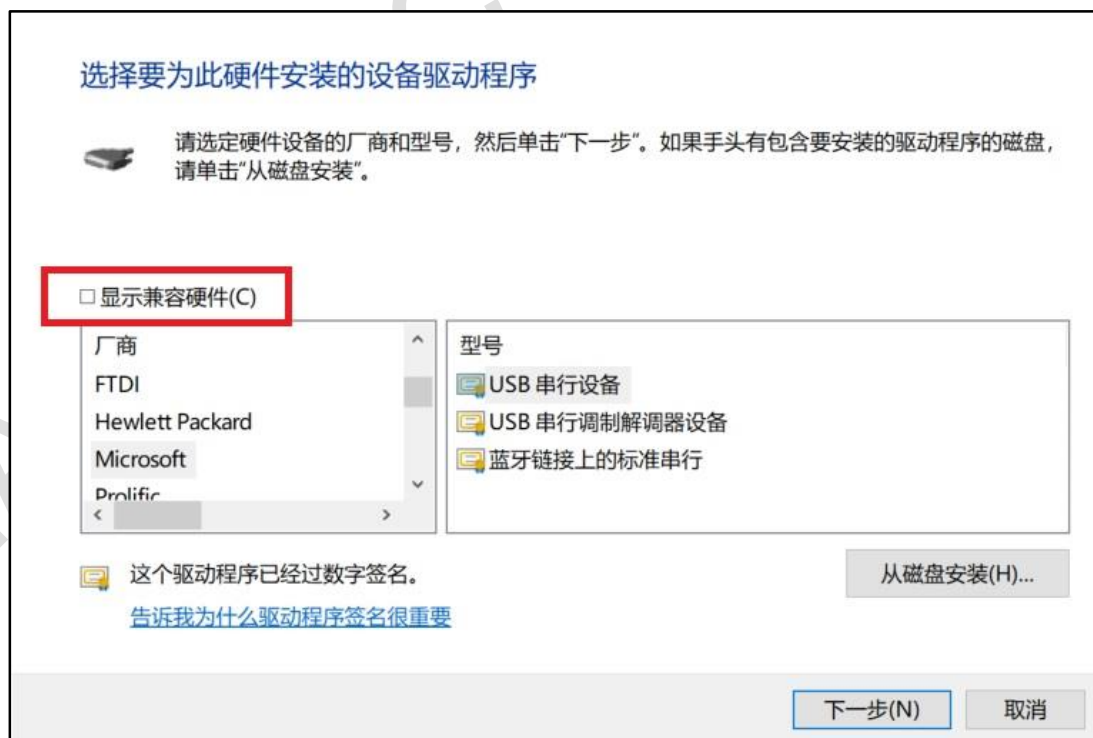 选择要为此硬件安装的设备驱动程序
请选定硬件设备的厂商和型号，然后单击“下一步”。如果手头有包含要安装的驱动程序的磁盘，
请单击“从磁盘安装”。
显示兼容硬件(C)
厂商
FTDI
Hewlett Packard
Microsoft
Prolific
型号
USB 串行设备
USB 串行调制解调器设备
蓝牙链接上的标准串行
这个驱动程序已经过数字签名。
从磁盘安装(H)...
告诉我为什么驱动程序签名很重要
下一步(N)
取消